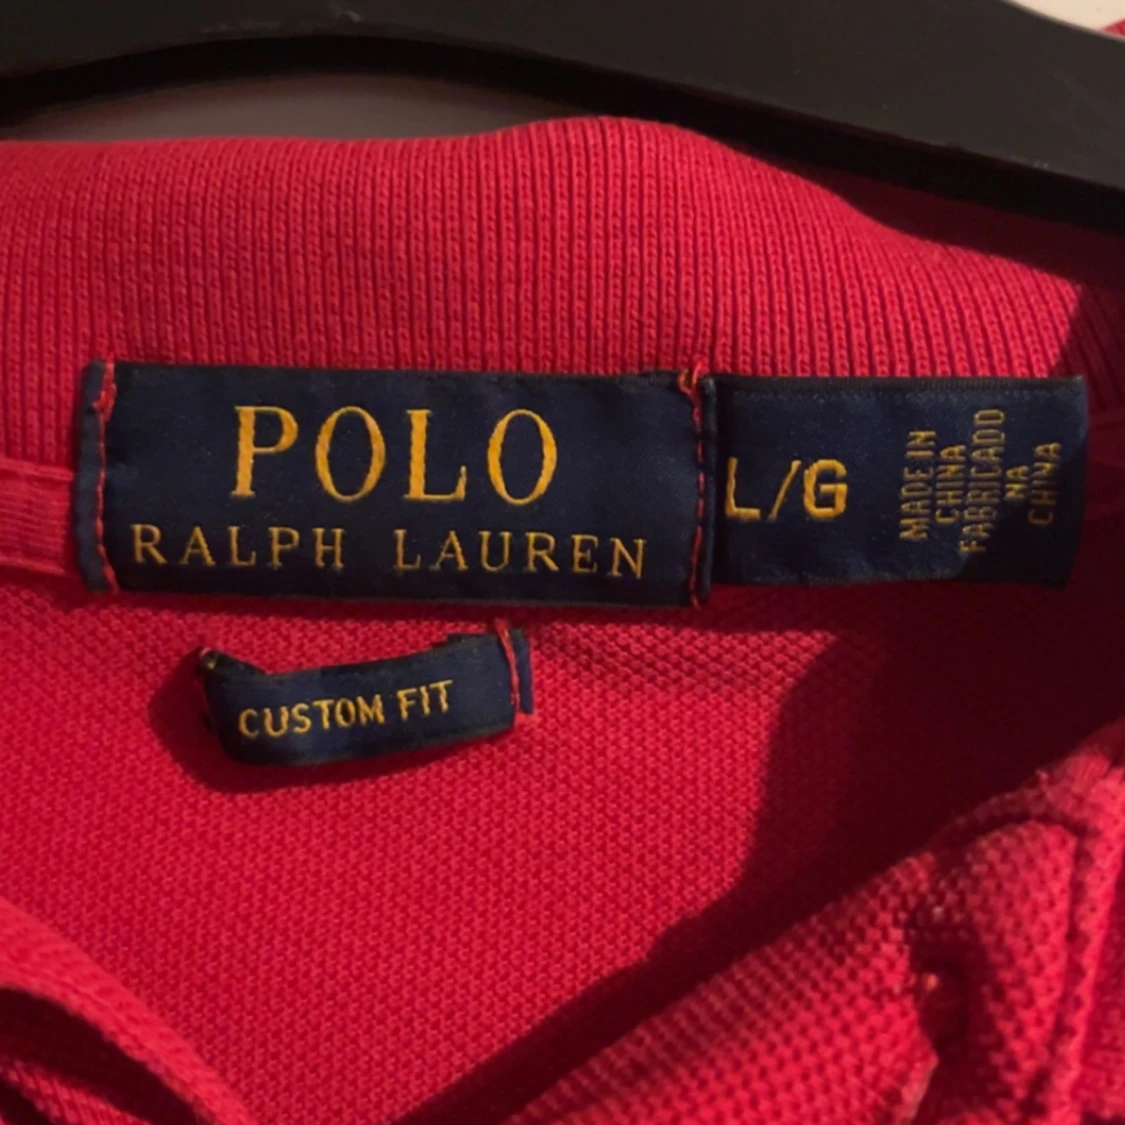 POLO
RALPH LAUREN
L/G
MADE IN
CHINA
FABRICADO
NA
CHINA
CUSTOM FIT